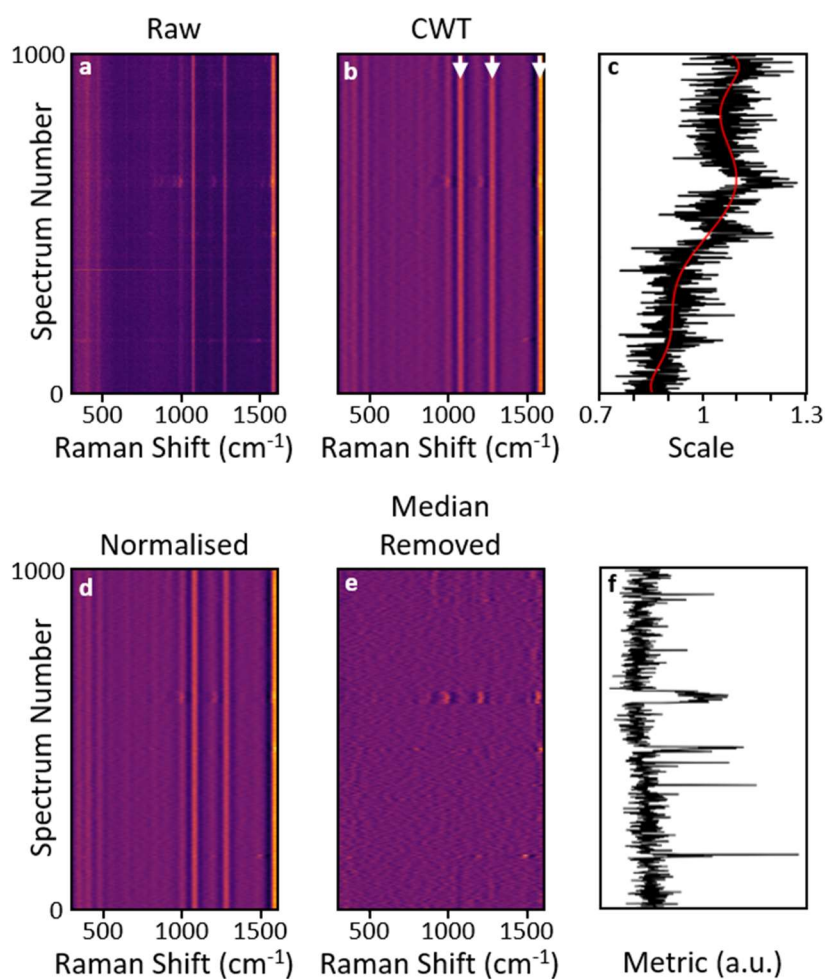 Raw
CWT
1000
a
b
c
Spectrum Number
0
500
1000
1500
500
1000
1500
0.7
1
1.3
Raman Shift (cm⁻¹)
Raman Shift (cm⁻¹)
Scale
Normalised
Median
Removed
1000
d
e
f
Spectrum Number
0
500
1000
1500
500
1000
1500
Raman Shift (cm⁻¹)
Raman Shift (cm⁻¹)
Metric (a.u.)